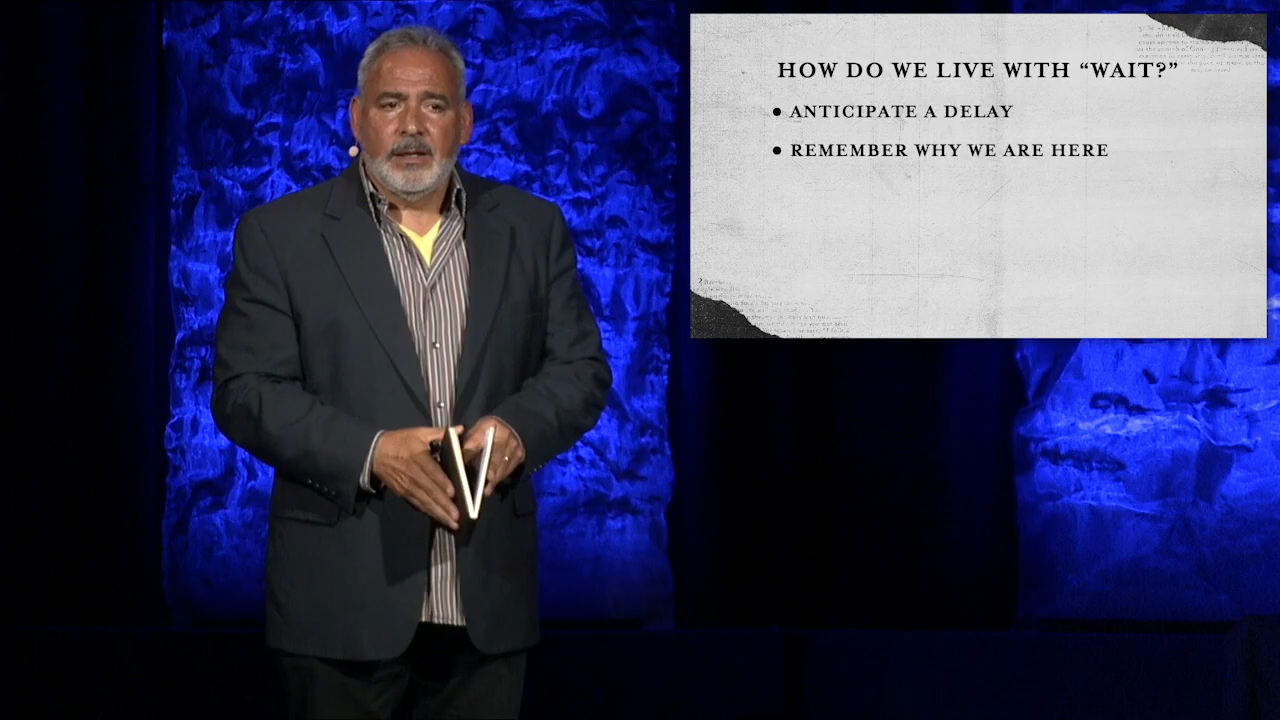 HOW DO WE LIVE WITH “WAIT?”
● ANTICIPATE A DELAY
● REMEMBER WHY WE ARE HERE